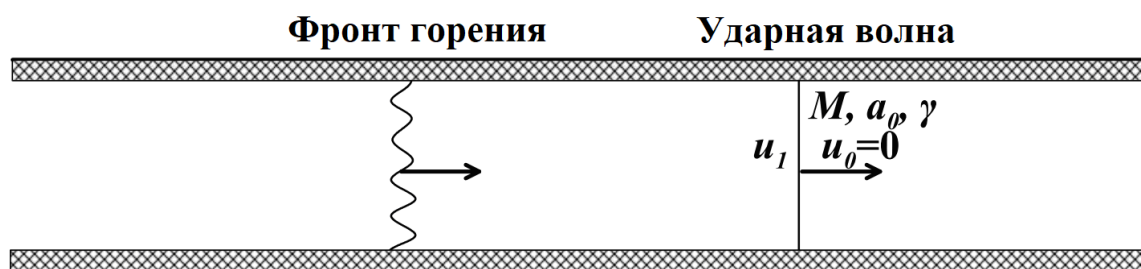 Фронт горения Ударная волна
M, a₀, γ
u₁ u₀=0